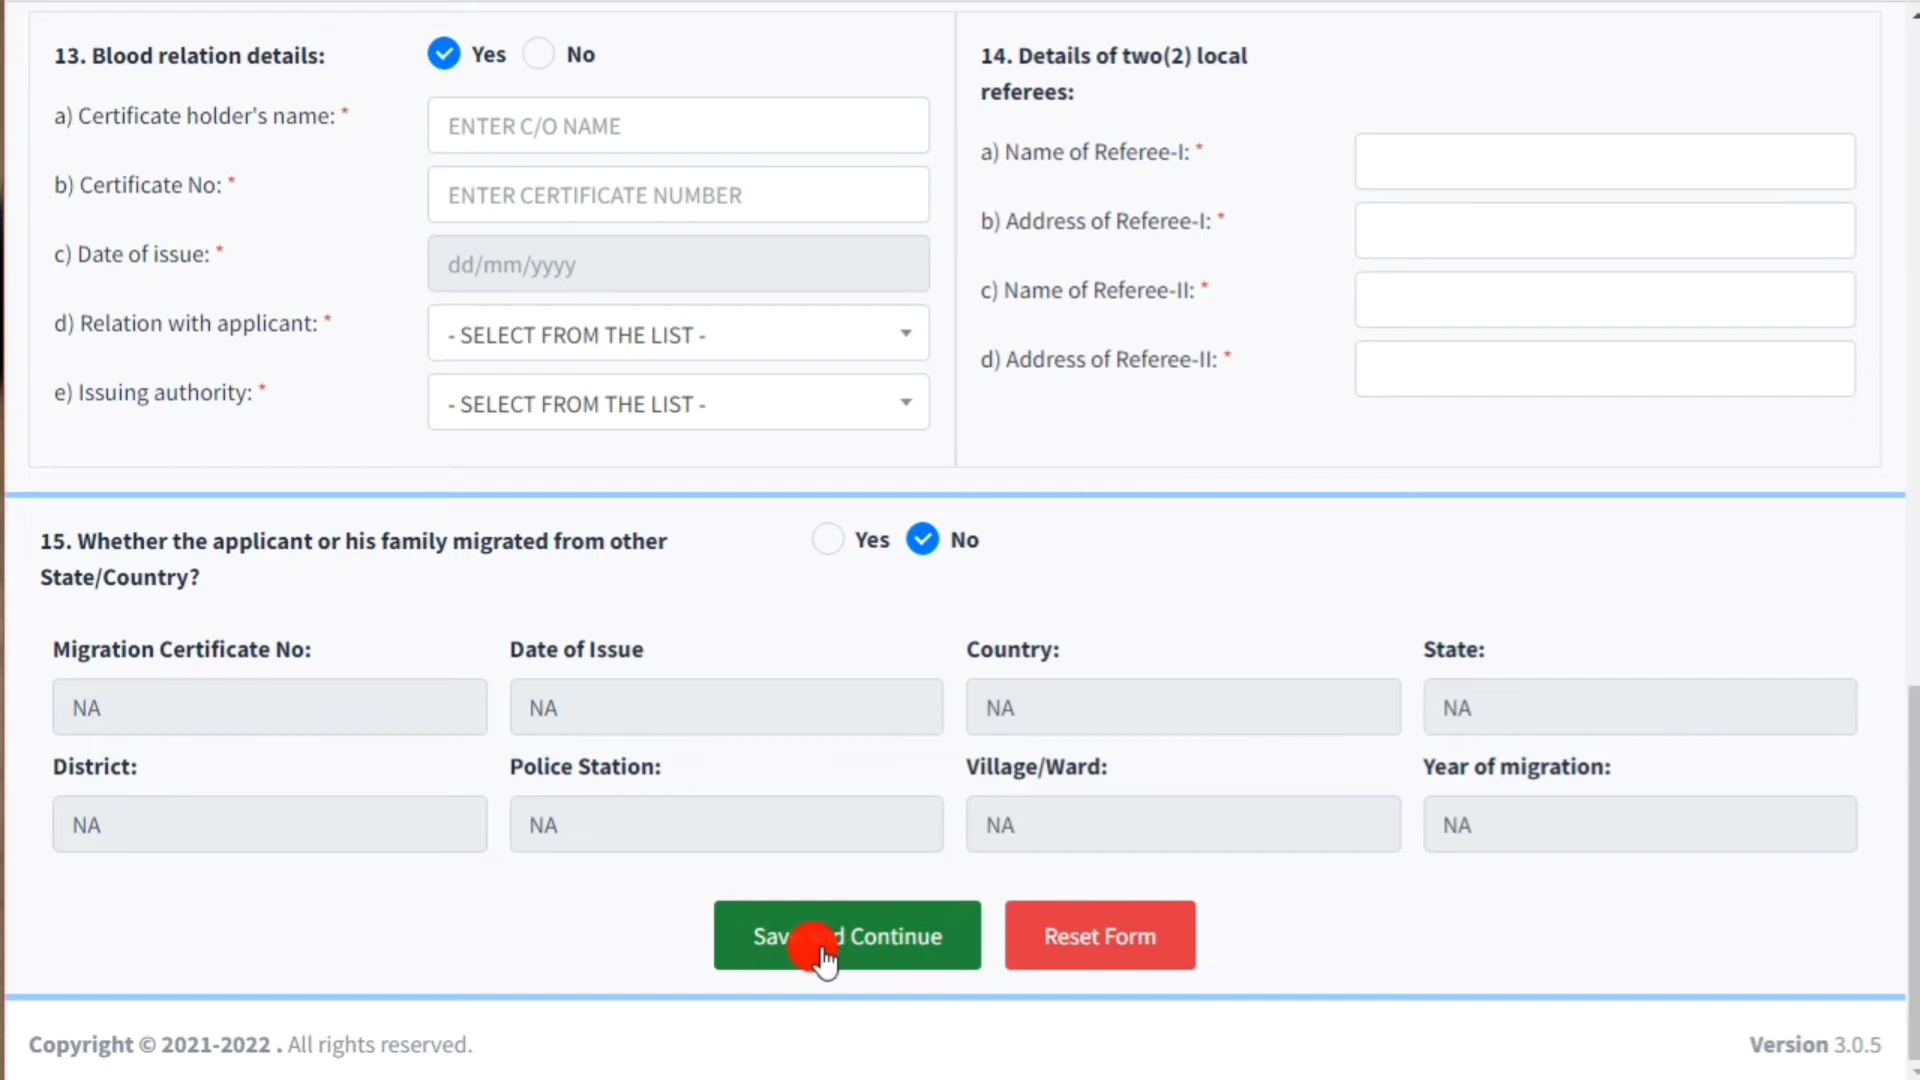 13. Blood relation details:
Yes
No
a) Certificate holder's name: *
ENTER C/O NAME
b) Certificate No: *
ENTER CERTIFICATE NUMBER
c) Date of issue: *
dd/mm/yyyy
d) Relation with applicant: *
- SELECT FROM THE LIST -
e) Issuing authority: *
- SELECT FROM THE LIST -
14. Details of two(2) local
referees:
a) Name of Referee-I: *
b) Address of Referee-I: *
c) Name of Referee-II: *
d) Address of Referee-II: *
15. Whether the applicant or his family migrated from other
State/Country?
Yes
No
Migration Certificate No:
Date of Issue
Country:
State:
NA
NA
NA
NA
District:
Police Station:
Village/Ward:
Year of migration:
NA
NA
NA
NA
Continue
Reset Form
Copyright © 2021-2022 . All rights reserved.
Version 3.0.5